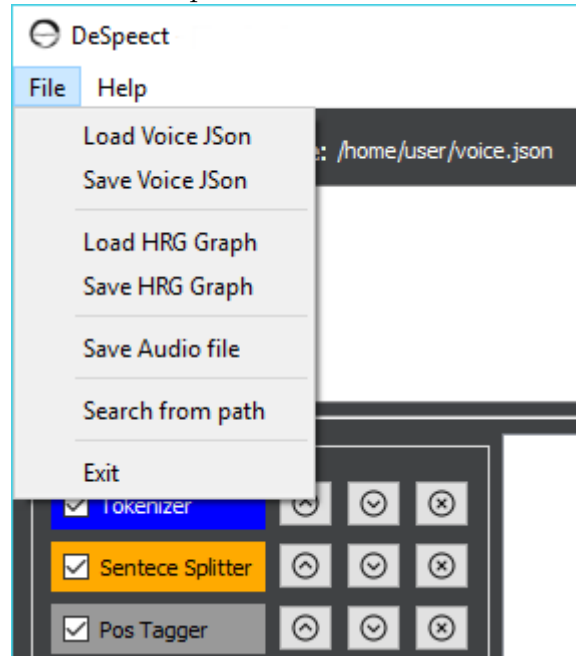 DeSpeect
File Help
Load Voice JSon
: /home/user/voice.json
Save Voice JSon
Load HRG Graph
Save HRG Graph
Save Audio file
Search from path
Exit
Tokenizer
Sentece Splitter
Pos Tagger